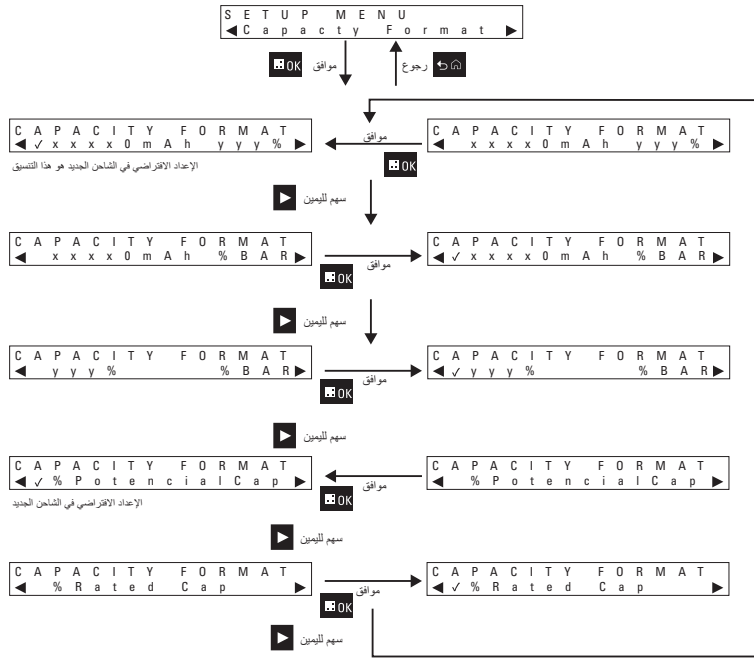 SETUP MENU
◀Capacty Format ▶
OK موافق
رجوع
CAPACITY FORMAT
◀✓xxxx0mAh yyy%▶
موافق
OK
CAPACITY FORMAT
◀ xxxx0mAh yyy%▶
الإعداد الافتراضي في الشاحن الجديد هو هذا التنسيق
سهم لليمين
CAPACITY FORMAT
◀ xxxx0mAh %BAR▶
موافق
OK
CAPACITY FORMAT
◀✓xxxx0mAh %BAR▶
سهم لليمين
CAPACITY FORMAT
◀ yyy% %BAR▶
موافق
OK
CAPACITY FORMAT
◀✓yyy% %BAR▶
سهم لليمين
CAPACITY FORMAT
◀✓%PotencialCap▶
موافق
OK
CAPACITY FORMAT
◀ %PotencialCap▶
الإعداد الافتراضي في الشاحن الجديد
سهم لليمين
CAPACITY FORMAT
◀ %Rated Cap ▶
موافق
OK
CAPACITY FORMAT
◀✓%Rated Cap ▶
سهم لليمين